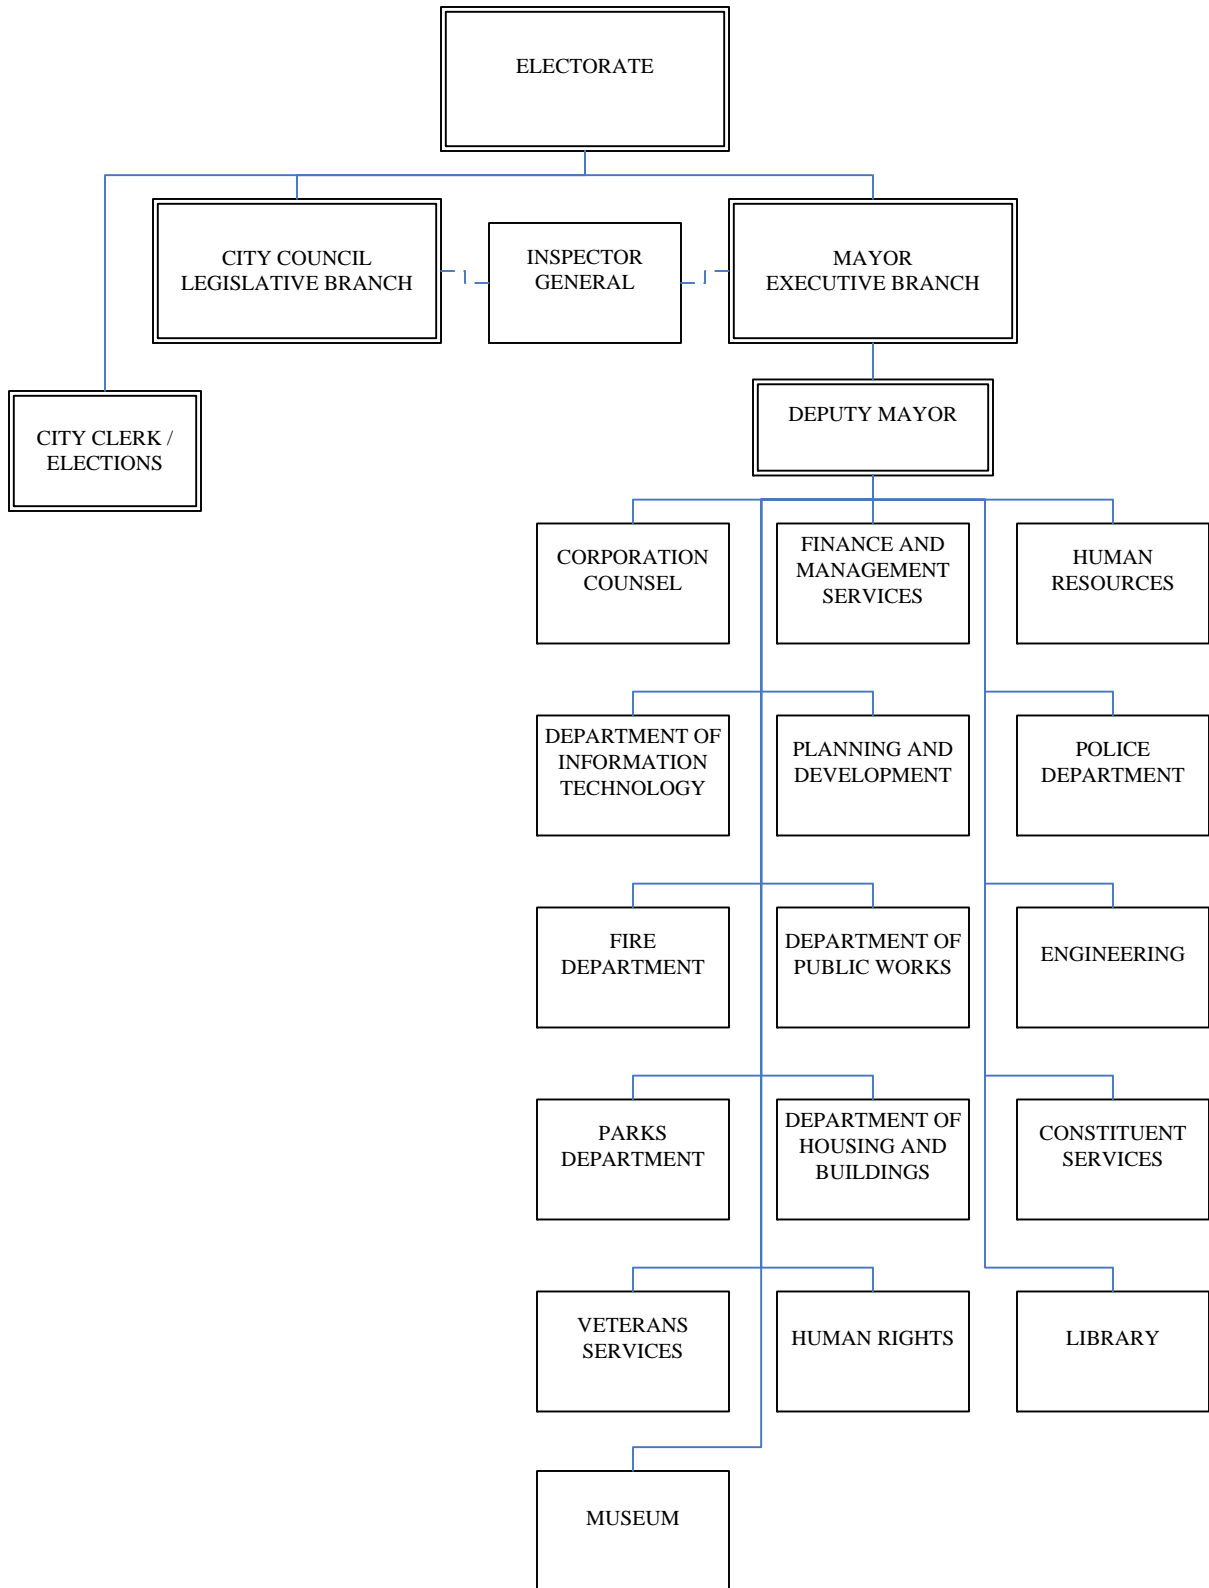 ELECTORATE
CITY COUNCIL
LEGISLATIVE BRANCH
INSPECTOR
GENERAL
MAYOR
EXECUTIVE BRANCH
DEPUTY MAYOR
CITY CLERK /
ELECTIONS
CORPORATION
COUNSEL
FINANCE AND
MANAGEMENT
SERVICES
HUMAN
RESOURCES
DEPARTMENT OF
INFORMATION
TECHNOLOGY
PLANNING AND
DEVELOPMENT
POLICE
DEPARTMENT
FIRE
DEPARTMENT
DEPARTMENT OF
PUBLIC WORKS
ENGINEERING
PARKS
DEPARTMENT
DEPARTMENT OF
HOUSING AND
BUILDINGS
CONSTITUENT
SERVICES
VETERANS
SERVICES
HUMAN RIGHTS
LIBRARY
MUSEUM